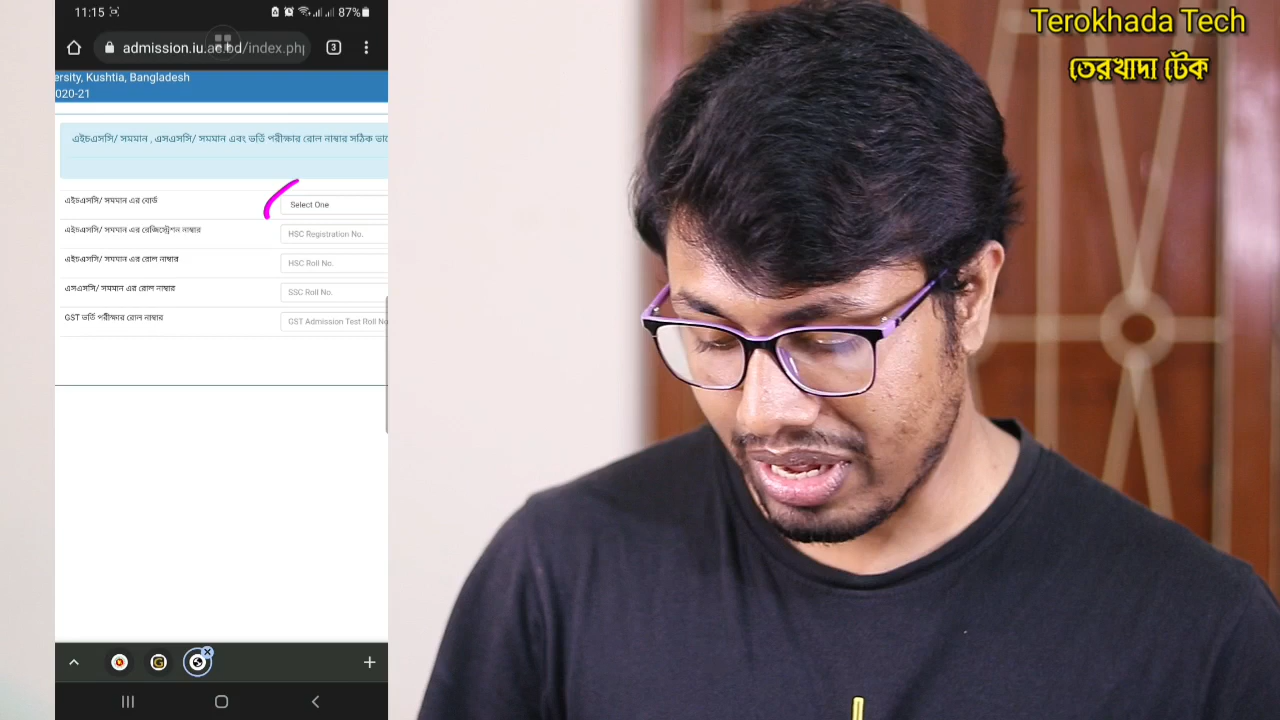 11:15
87%
Terokhada Tech
তেরখাদা টেক
admission.iu.ac.bd/index.php
3
ersity, Kushtia, Bangladesh
020-21
এইচএসসি/ সমমান , এসএসসি/ সমমান এবং ভর্তি পরীক্ষার রোল নাম্বার সঠিক ভাবে
এইচএসসি/ সমমান এর বোর্ড
Select One
এইচএসসি/ সমমান এর রেজিস্ট্রেশন নাম্বার
HSC Registration No.
এইচএসসি/ সমমান এর রোল নাম্বার
HSC Roll No.
এসএসসি/ সমমান এর রোল নাম্বার
SSC Roll No.
GST ভর্তি পরীক্ষার রোল নাম্বার
GST Admission Test Roll No